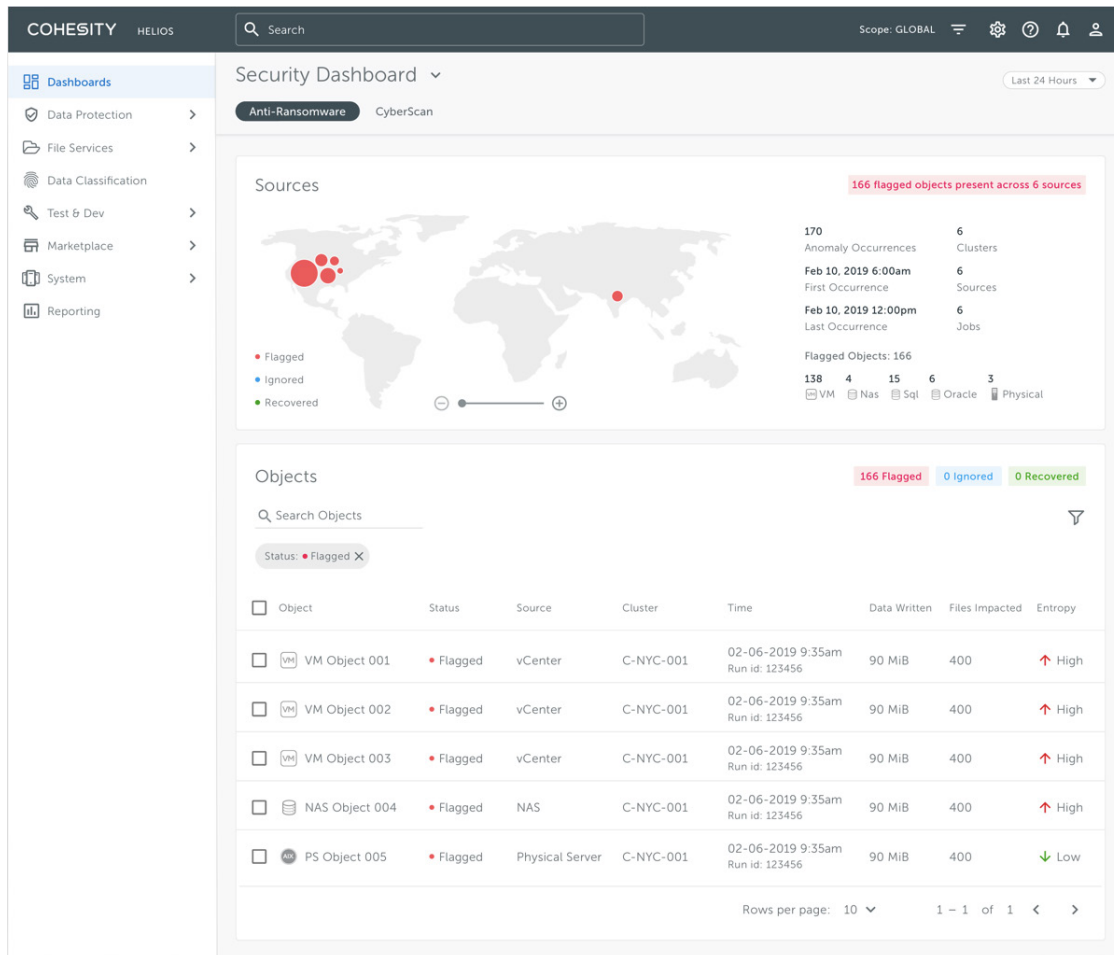 COHESITY HELIOS
Search
Scope: GLOBAL
Dashboards
Data Protection
File Services
Data Classification
Test & Dev
Marketplace
System
Reporting
Security Dashboard
Last 24 Hours
Anti-Ransomware CyberScan
Sources
166 flagged objects present across 6 sources
Flagged
Ignored
Recovered
170 6
Anomaly Occurrences Clusters
Feb 10, 2019 6:00am 6
First Occurrence Sources
Feb 10, 2019 12:00pm 6
Last Occurrence Jobs
Flagged Objects: 166
138 4 15 6 3
VM Nas Sql Oracle Physical
Objects
166 Flagged 0 Ignored 0 Recovered
Search Objects
Status: Flagged
Object Status Source Cluster Time Data Written Files Impacted Entropy
VM VM Object 001 Flagged vCenter C-NYC-001 02-06-2019 9:35am 90 MiB 400 High
Run id: 123456
VM VM Object 002 Flagged vCenter C-NYC-001 02-06-2019 9:35am 90 MiB 400 High
Run id: 123456
VM VM Object 003 Flagged vCenter C-NYC-001 02-06-2019 9:35am 90 MiB 400 High
Run id: 123456
NAS Object 004 Flagged NAS C-NYC-001 02-06-2019 9:35am 90 MiB 400 High
Run id: 123456
AIX PS Object 005 Flagged Physical Server C-NYC-001 02-06-2019 9:35am 90 MiB 400 Low
Run id: 123456
Rows per page: 10 1 – 1 of 1